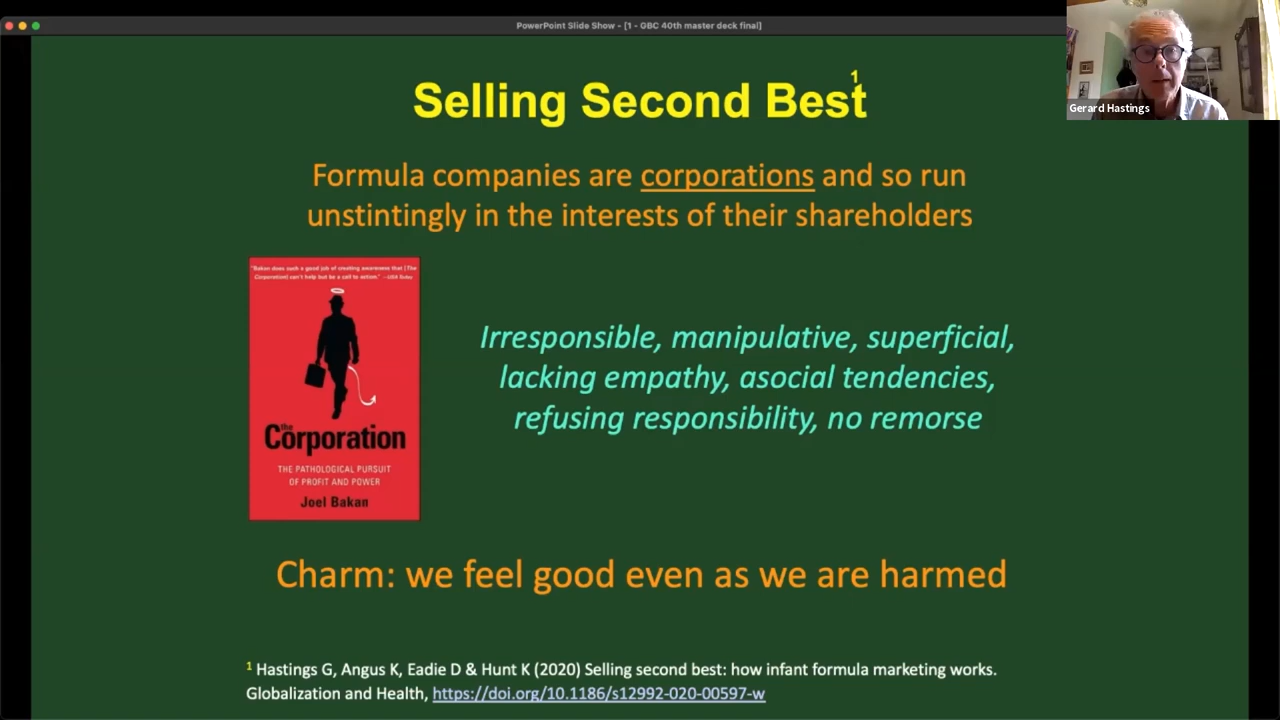 PowerPoint Slide Show - [1 - GBC 40th master deck final]
Gerard Hastings
Selling Second Best1
Formula companies are corporations and so run
unstintingly in the interests of their shareholders
"Bakan does such a good job of creating awareness that [The
Corporation] can't help but be a call to action." —USA Today
the
Corporation
THE PATHOLOGICAL PURSUIT
OF PROFIT AND POWER
Joel Bakan
Irresponsible, manipulative, superficial,
lacking empathy, asocial tendencies,
refusing responsibility, no remorse
Charm: we feel good even as we are harmed
1 Hastings G, Angus K, Eadie D & Hunt K (2020) Selling second best: how infant formula marketing works.
Globalization and Health, https://doi.org/10.1186/s12992-020-00597-w